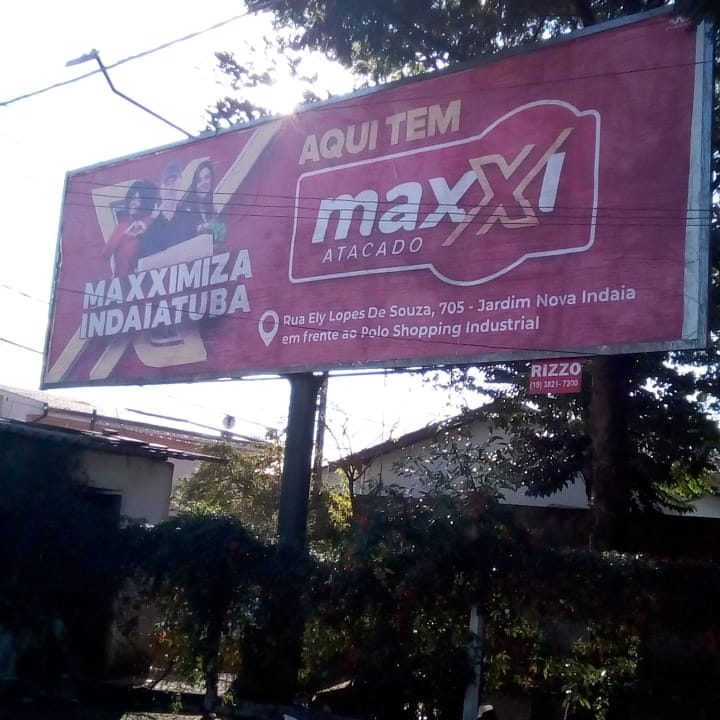 AQUI TEM
maxxi
ATACADO
MAXXIMIZA
INDAIATUBA
Rua Ely Lopes De Souza, 705 - Jardim Nova Indaia
em frente ao Polo Shopping Industrial
RIZZO
(19) 3821-7200